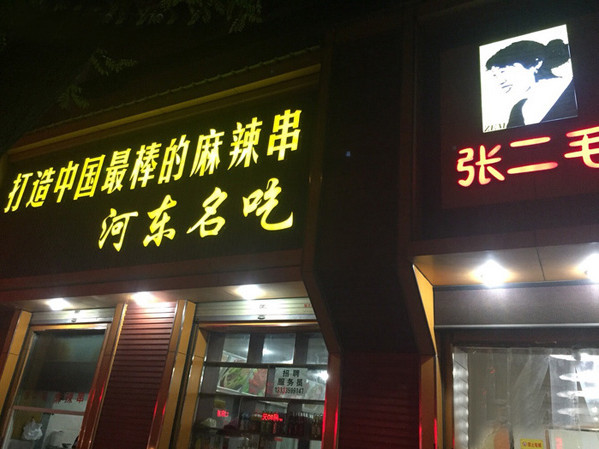 打造中国最棒的麻辣串
河东名吃
张二毛
招聘
服务员